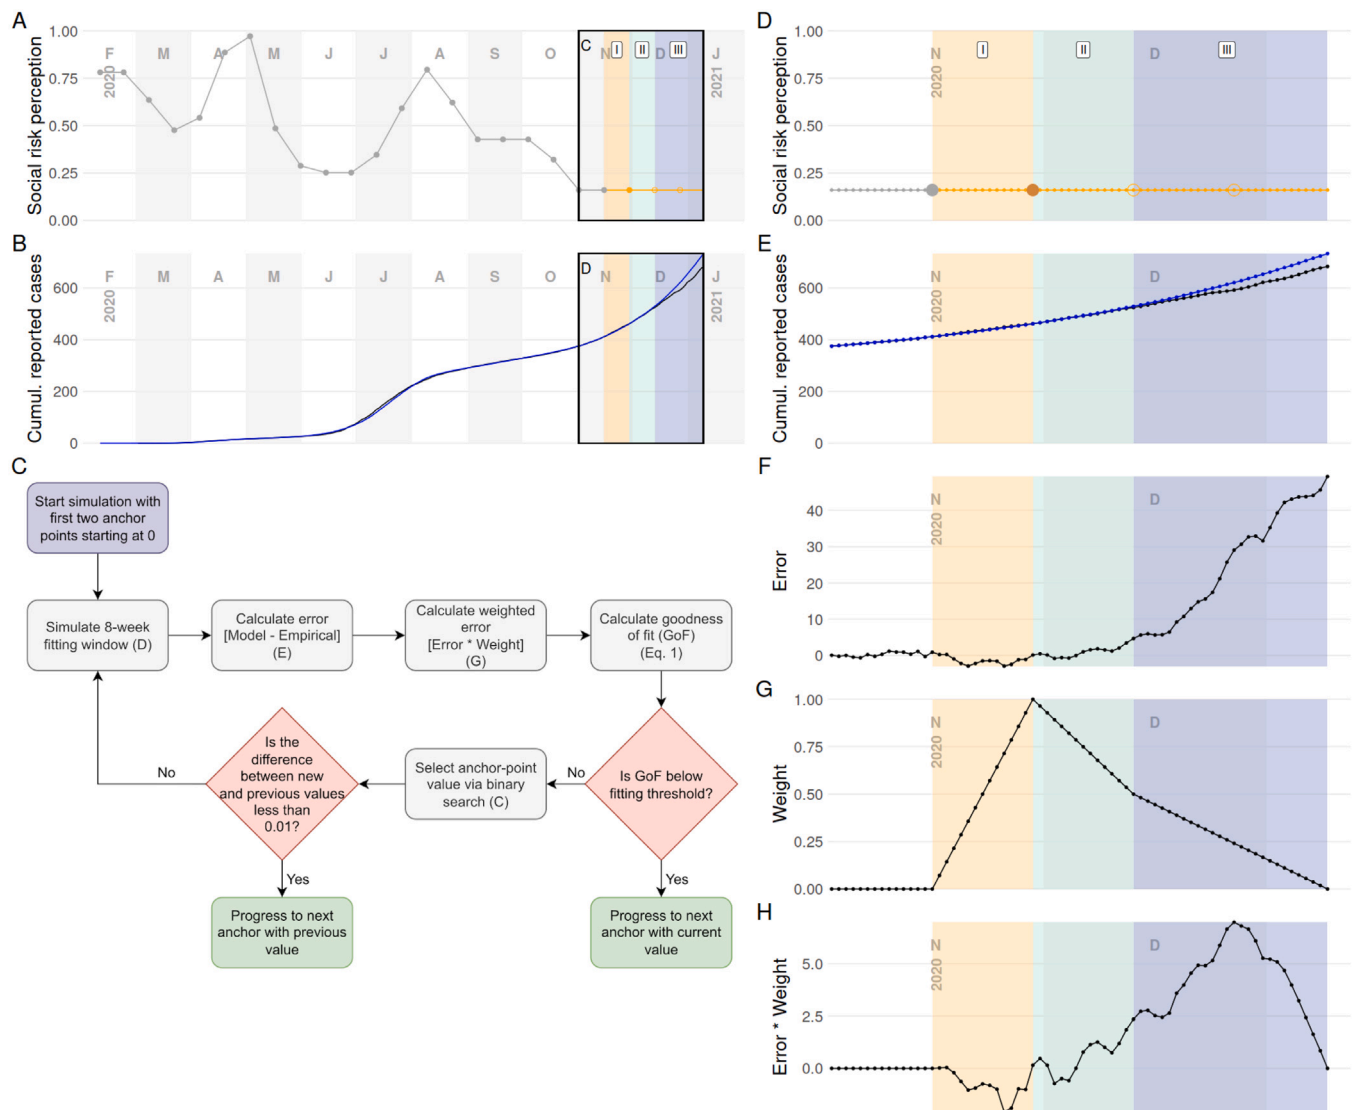 A
Social risk perception
1.00
0.75
0.50
0.25
0.00
F
2020
M
A
M
J
J
A
S
O
N
D
J
2021
C
I
II
III
B
Cumul. reported cases
600
400
200
0
F
2020
M
A
M
J
J
A
S
O
N
D
J
2021
D
C
Start simulation with
first two anchor
points starting at 0
Simulate 8-week
fitting window (D)
Calculate error
[Model - Empirical]
(E)
Calculate weighted
error
[Error * Weight]
(G)
Calculate goodness
of fit (GoF)
(Eq. 1)
Is the
difference
between new
and previous values
less than
0.01?
No
Select anchor-point
value via binary
search (C)
No
Is GoF below
fitting threshold?
Yes
Yes
Progress to next
anchor with previous
value
Progress to next
anchor with current
value
D
Social risk perception
1.00
0.75
0.50
0.25
0.00
N
2020
D
I
II
III
E
Cumul. reported cases
600
400
200
0
N
2020
D
F
Error
40
30
20
10
0
N
2020
D
G
Weight
1.00
0.75
0.50
0.25
0.00
N
2020
D
H
Error * Weight
5.0
2.5
0.0
N
2020
D